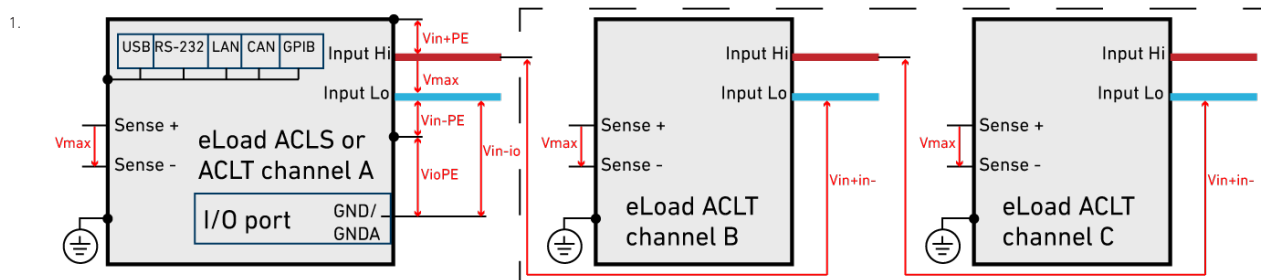 1.
USB RS-232 LAN CAN GPIB
Input Hi
Input Lo
Vin+PE
Vmax
Vin-PE
Vin-io
VioPE
Sense +
Vmax
Sense -
eLoad ACLS or
ACLT channel A
I/O port
GND/
GNDA
Input Hi
Input Lo
Sense +
Vmax
Sense -
Vin+in-
eLoad ACLT
channel B
Input Hi
Input Lo
Sense +
Vmax
Sense -
Vin+in-
eLoad ACLT
channel C